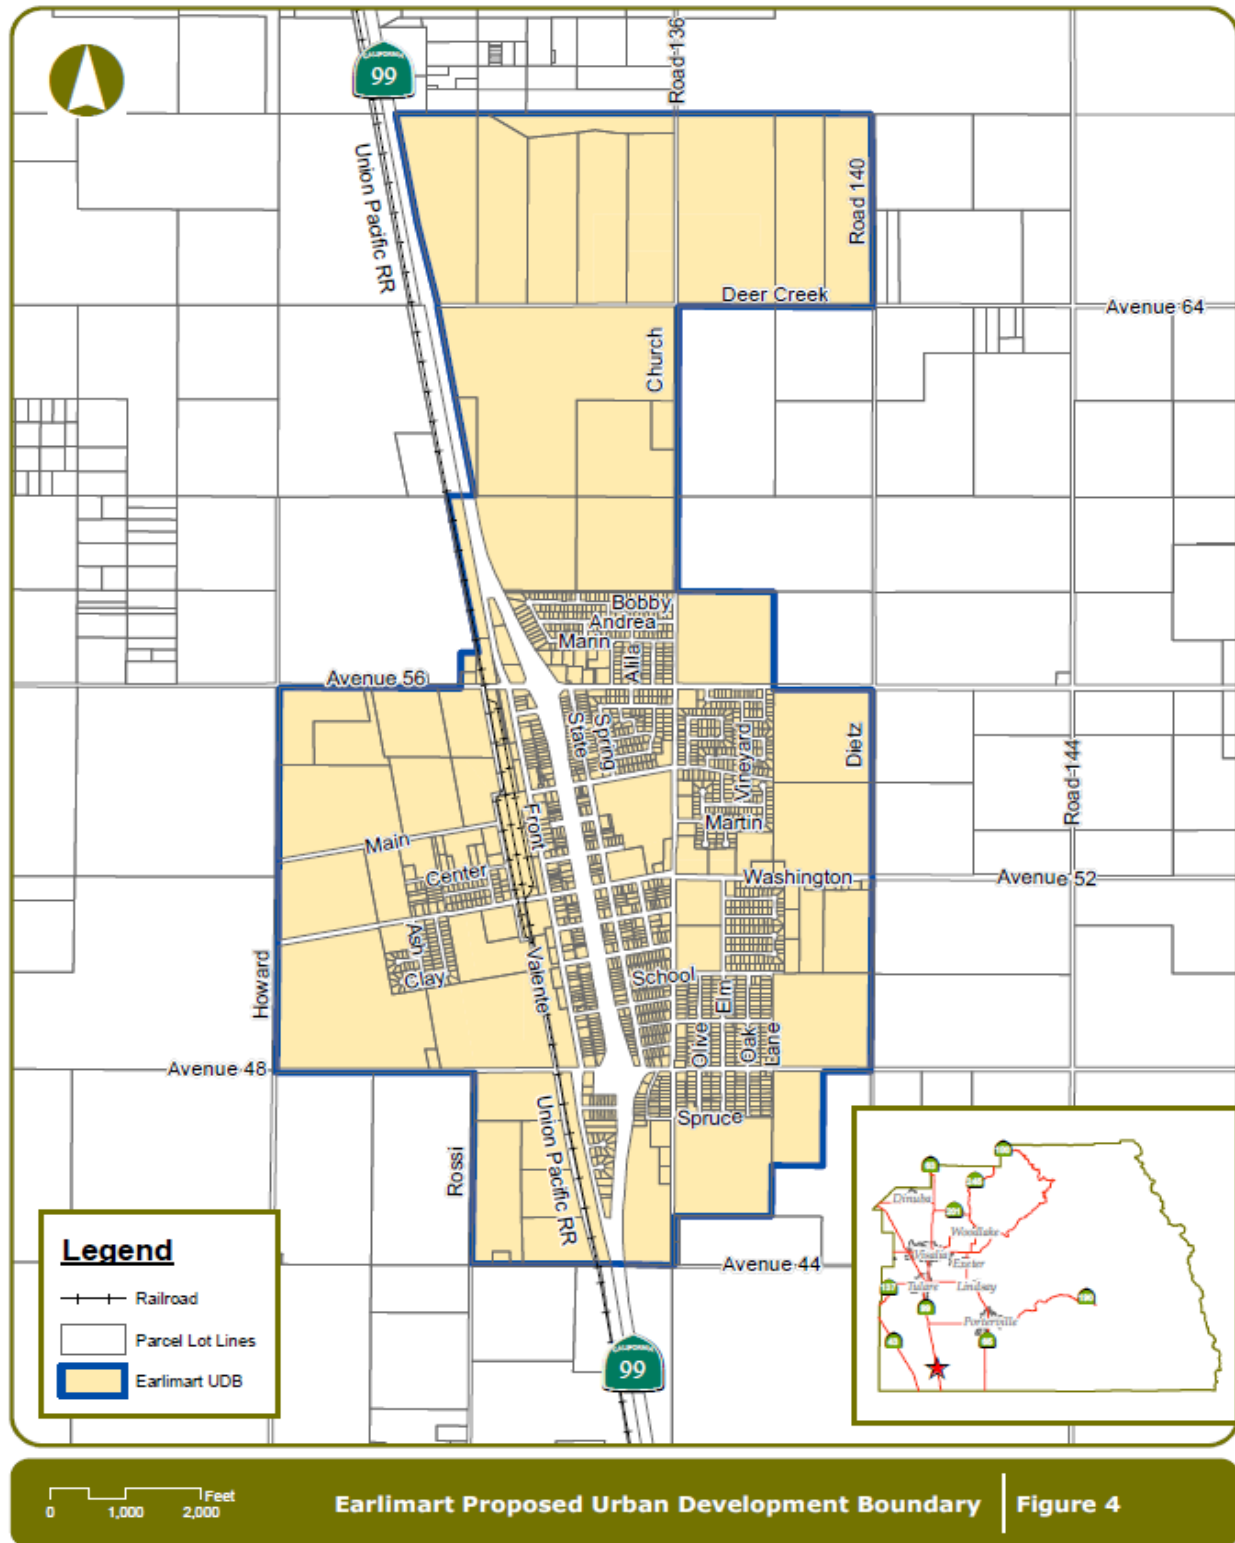 CALIFORNIA
99
Road 136
Union Pacific RR
Road 140
Deer Creek
Avenue 64
Church
Bobby
Andrea
Marin
Alila
Avenue 56
State
Spring
Vineyard
Dietz
Road 144
Front
Main
Martin
Center
Washington
Avenue 52
Ash
Clay
Valente
School
Elm
Howard
Olive
Oak
Lane
Avenue 48
Union Pacific RR
Spruce
Rossi
Avenue 44
CALIFORNIA
99
Legend
Railroad
Parcel Lot Lines
Earlimart UDB
Dinuba
Woodlake
Visalia
Exeter
Tulare
Lindsay
Porterville
0 1,000 2,000 Feet
Earlimart Proposed Urban Development Boundary
Figure 4